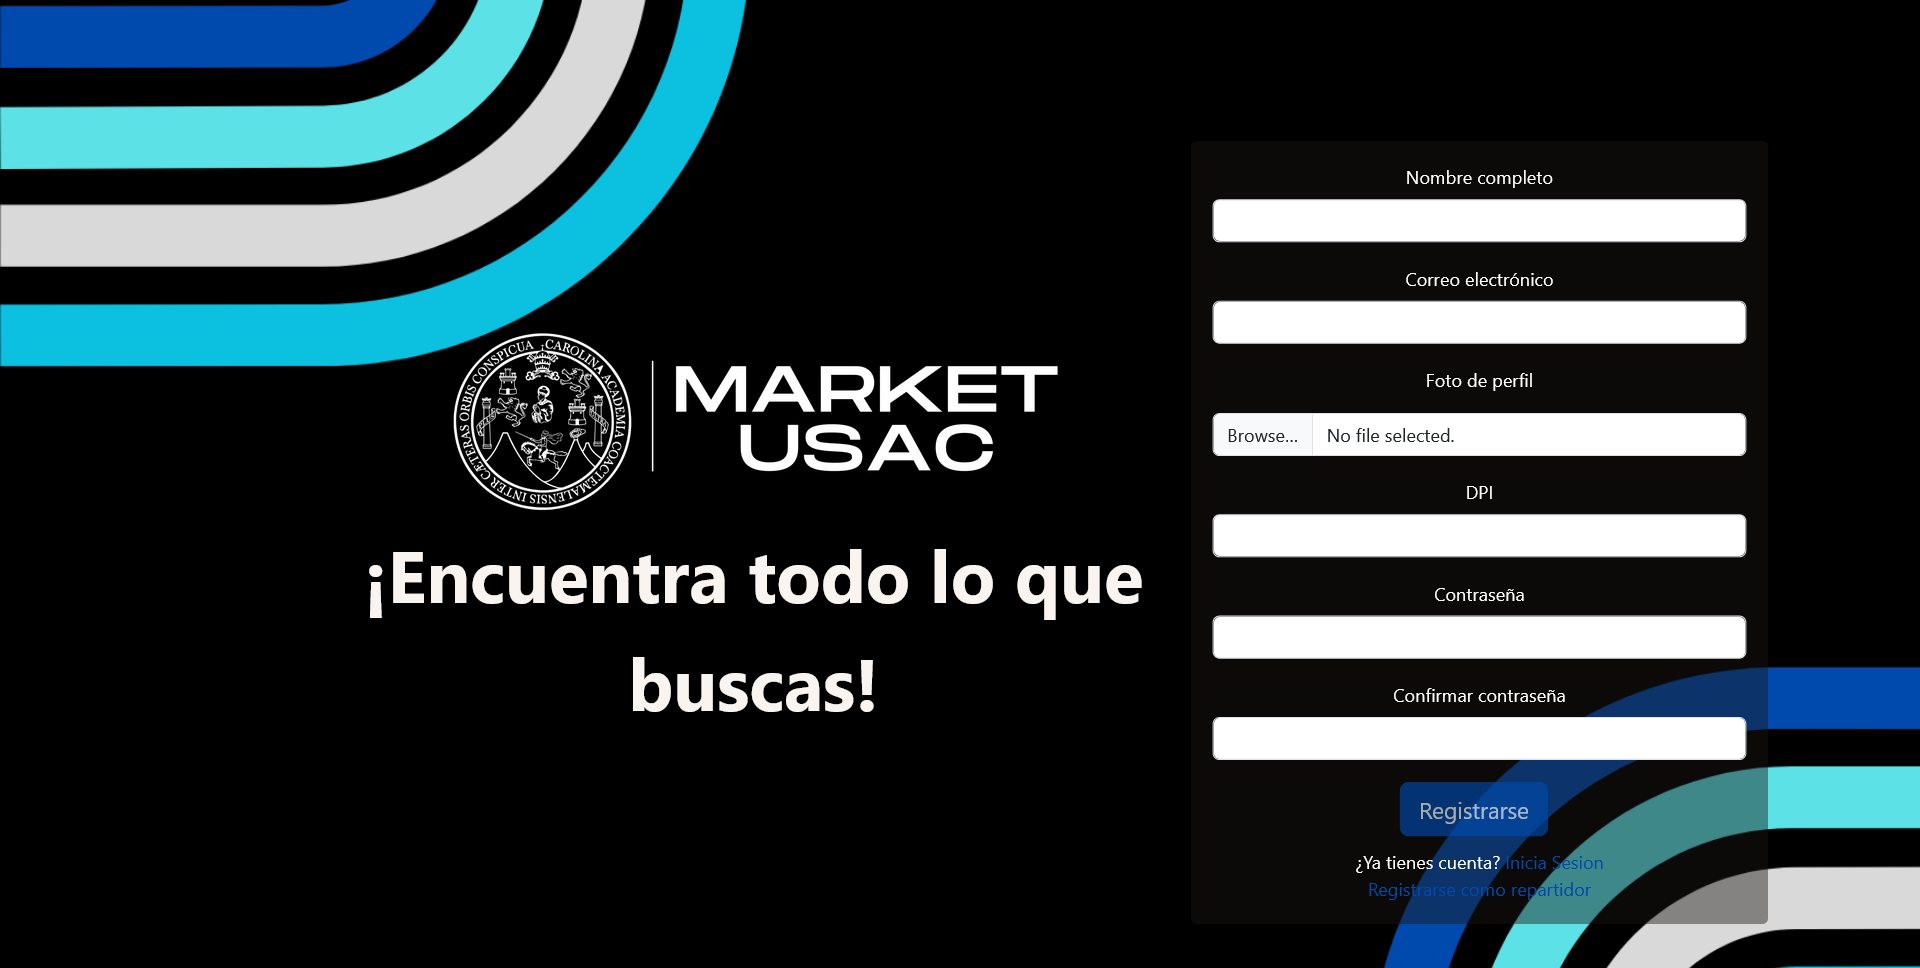 CÆTERAS ORBIS CONSPICUA ¡CAROLINA ACADEMIA COACTEMALENSIS INTER
MARKET
USAC
¡Encuentra todo lo que
buscas!
Nombre completo
Correo electrónico
Foto de perfil
Browse... No file selected.
DPI
Contraseña
Confirmar contraseña
Registrarse
¿Ya tienes cuenta? Inicia Sesion
Registrarse como repartidor